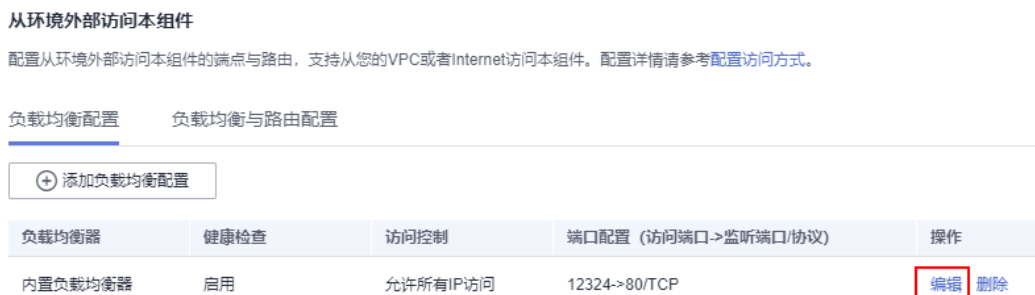 从环境外部访问本组件
配置从环境外部访问本组件的端点与路由，支持从您的VPC或者Internet访问本组件。配置详情请参考配置访问方式。
负载均衡配置 负载均衡与路由配置
添加负载均衡配置
负载均衡器 健康检查 访问控制 端口配置（访问端口->监听端口/协议） 操作
内置负载均衡器 启用 允许所有IP访问 12324->80/TCP 编辑 删除